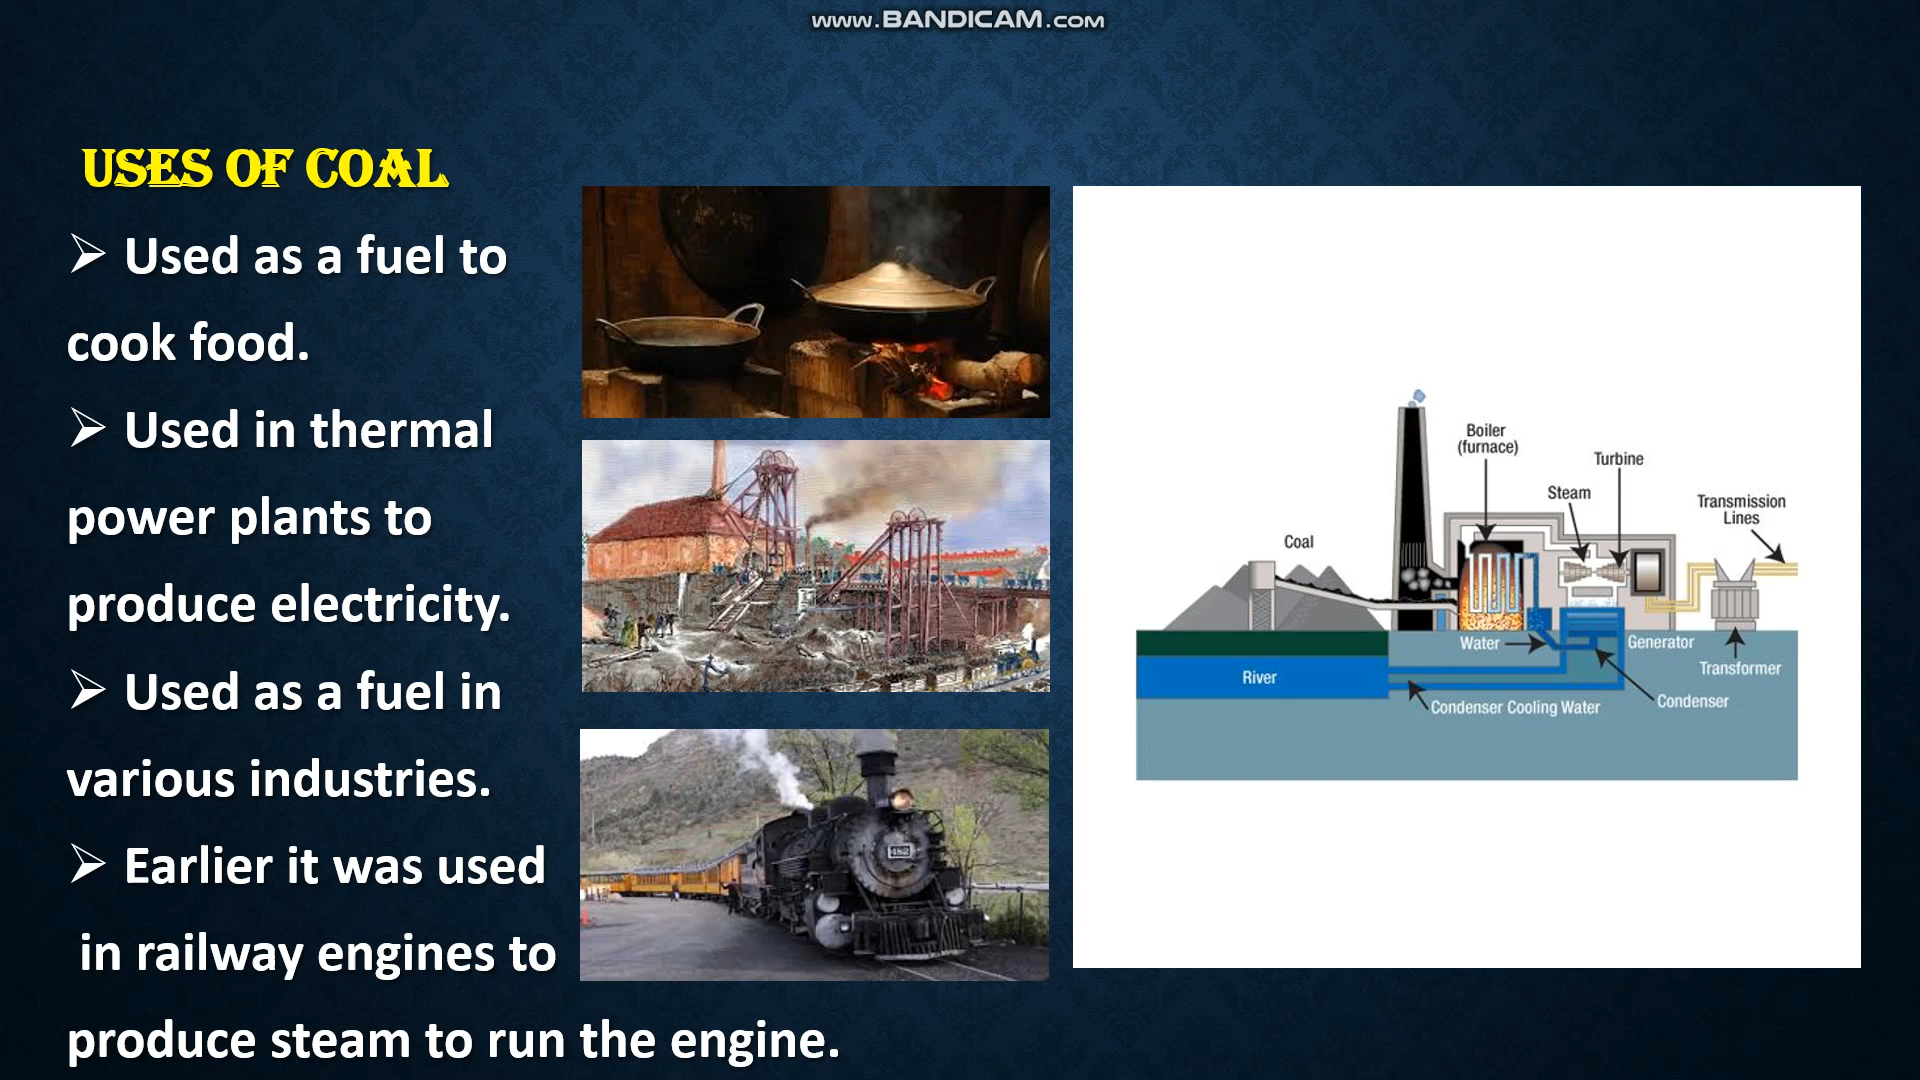 www.BANDICAM.com
USES OF COAL
➢ Used as a fuel to
cook food.
➢ Used in thermal
power plants to
produce electricity.
➢ Used as a fuel in
various industries.
➢ Earlier it was used
in railway engines to
produce steam to run the engine.
482
Boiler
(furnace)
Turbine
Steam
Transmission
Lines
Coal
Water
Generator
Transformer
River
Condenser
Condenser Cooling Water